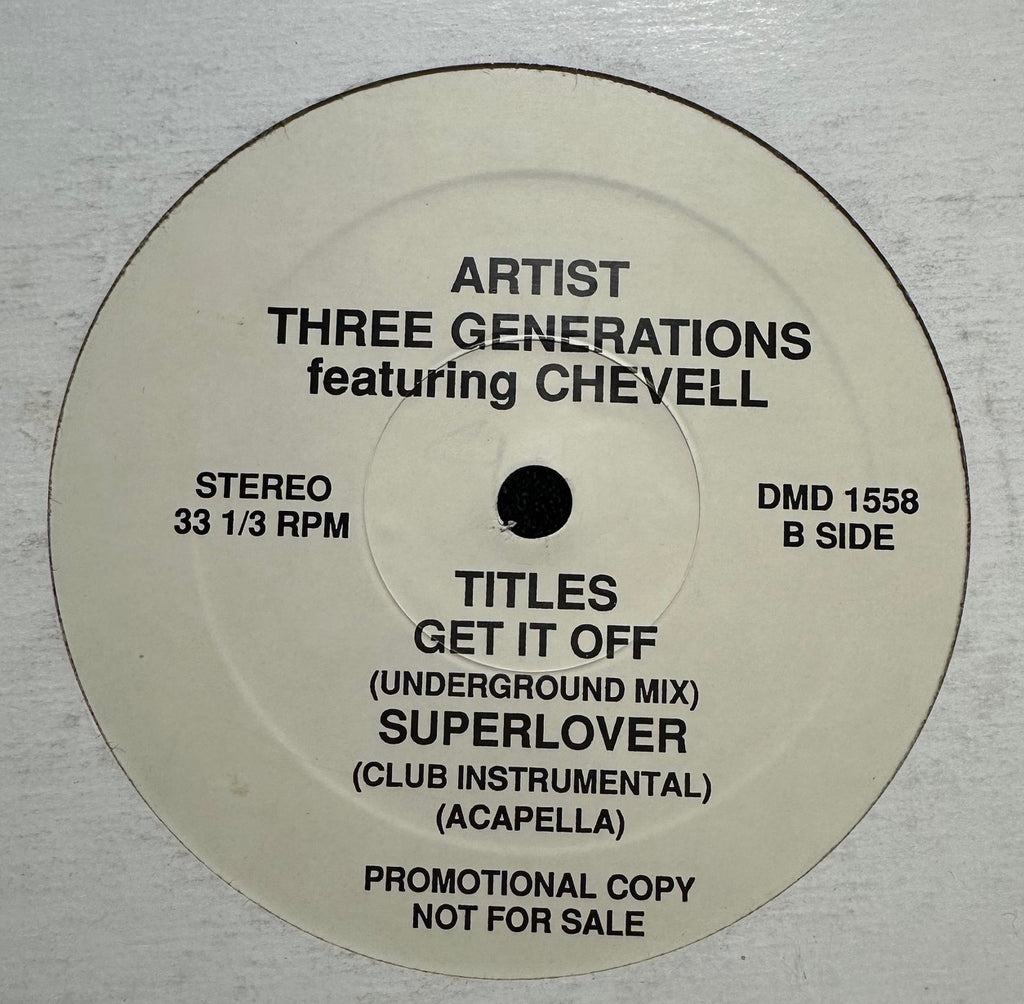 ARTIST
THREE GENERATIONS
featuring CHEVELL
STEREO
33 1/3 RPM
DMD 1558
B SIDE
TITLES
GET IT OFF
(UNDERGROUND MIX)
SUPERLOVER
(CLUB INSTRUMENTAL)
(ACAPELLA)
PROMOTIONAL COPY
NOT FOR SALE